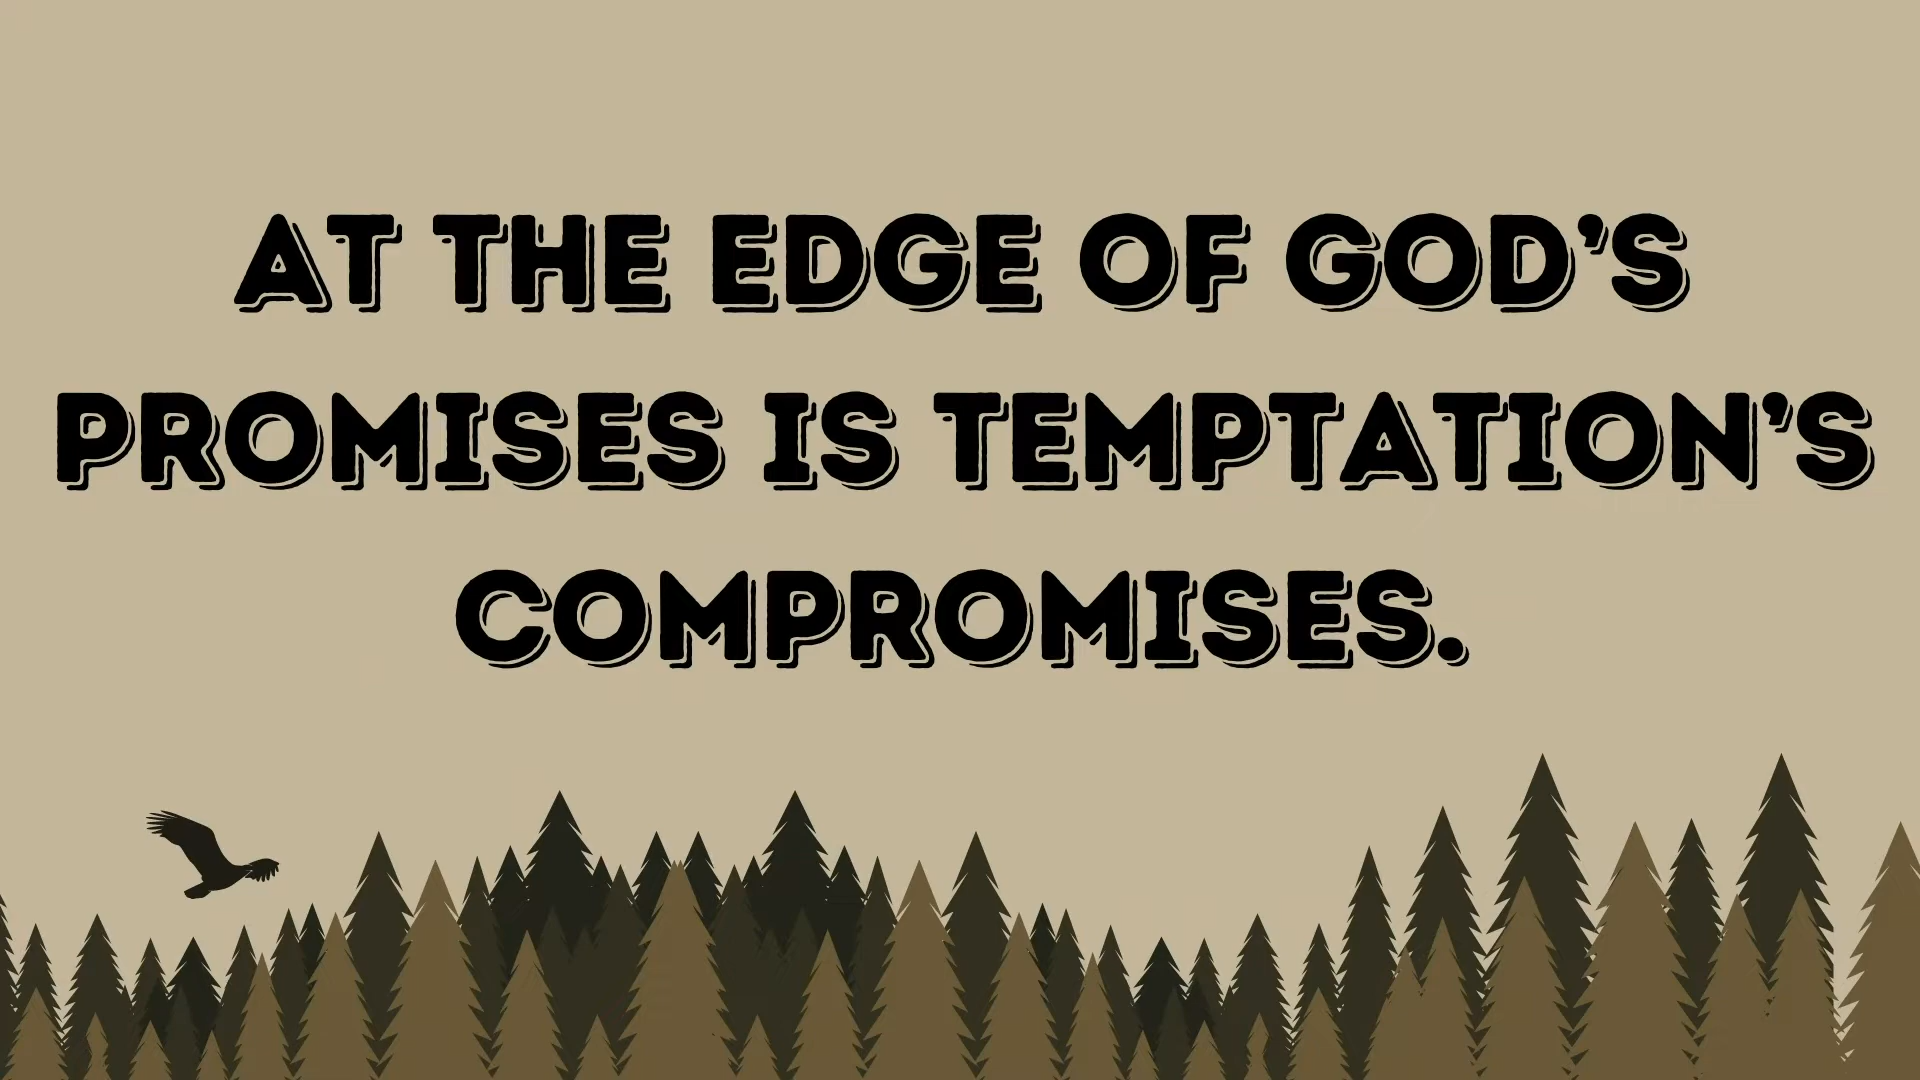 AT THE EDGE OF GOD’S
PROMISES IS TEMPTATION’S
COMPROMISES.